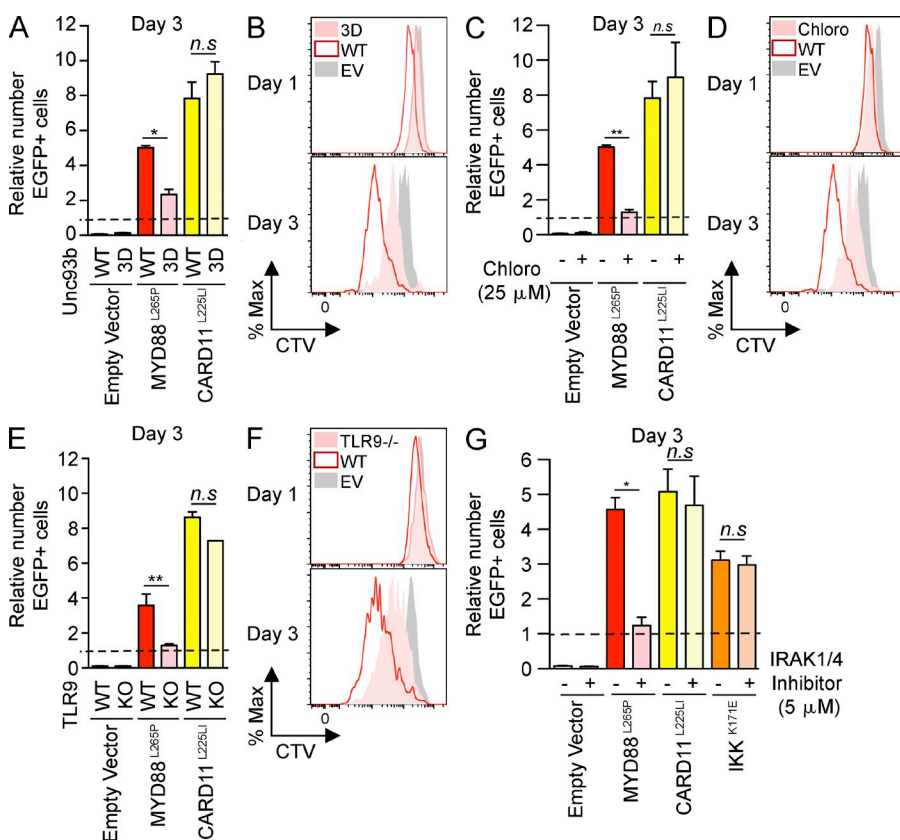 A
Day 3
Relative number
EGFP+ cells
12
10
8
6
4
2
0
*
n.s
Unc93b
WT
3D
WT
3D
WT
3D
Empty Vector
MYD88 L265P
CARD11 L225LI
B
3D
WT
EV
Day 1
Day 3
% Max
0
CTV
C
Day 3
Relative number
EGFP+ cells
12
10
8
6
4
2
0
**
n.s
Chloro
(25 µM)
- + - + - +
Empty Vector
MYD88 L265P
CARD11 L225LI
D
Chloro
WT
EV
Day 1
Day 3
% Max
0
CTV
E
Day 3
Relative number
EGFP+ cells
12
10
8
6
4
2
0
**
n.s
TLR9
WT
KO
WT
KO
WT
KO
Empty Vector
MYD88 L265P
CARD11 L225LI
F
TLR9-/-
WT
EV
Day 1
Day 3
% Max
0
CTV
G
Day 3
Relative number
EGFP+ cells
6
5
4
3
2
1
0
*
n.s
n.s
- + - + - + - +
IRAK1/4
Inhibitor
(5 µM)
Empty Vector
MYD88 L265P
CARD11 L225LI
IKK K171E